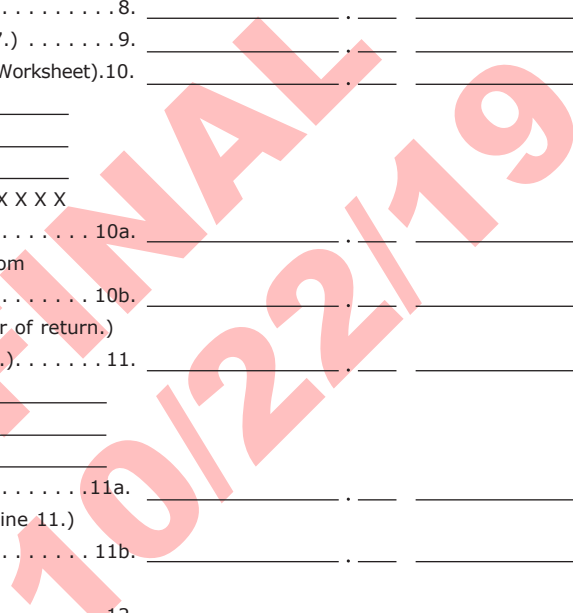 . . . . . . . . . 8. .
7.) . . . . . . . 9. .
Worksheet).10. .
X X X X
. . . . . . . . 10a. .
om
. . . . . . . . 10b. .
r of return.)
.). . . . . . . 11. .
. . . . . . . .11a. .
ine 11.)
. . . . . . . . 11b. .
FINAL
10/22/19